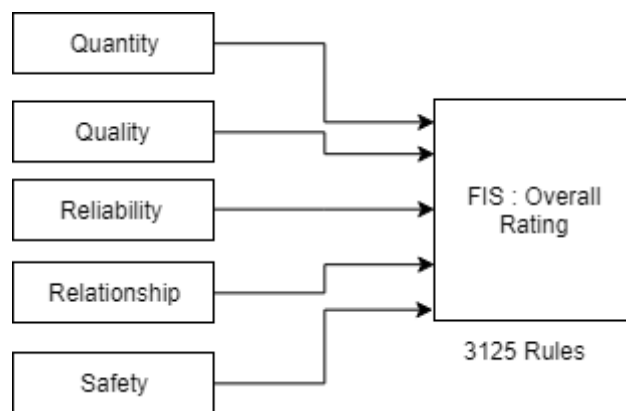 Quantity
Quality
Reliability
Relationship
Safety
FIS : Overall
Rating
3125 Rules